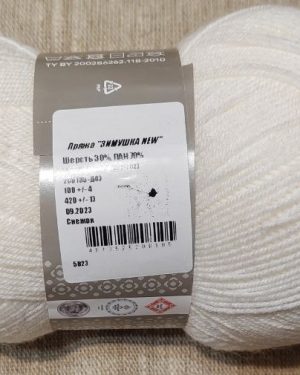 TY BY 200286262-118-2010
Пряжа "ЗИМУШКА NEW"
Шерсть 30% ПАН 70%
100 +/- 4
420 +/- 13
09.2023
Снежок
5823